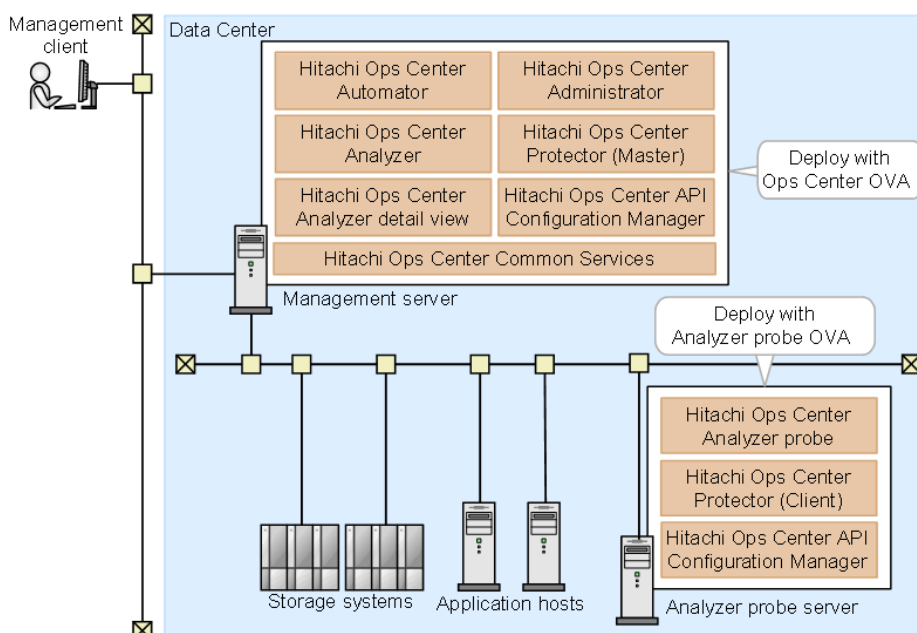 Management
client
Data Center
Hitachi Ops Center
Automator
Hitachi Ops Center
Administrator
Hitachi Ops Center
Analyzer
Hitachi Ops Center
Protector (Master)
Hitachi Ops Center
Analyzer detail view
Hitachi Ops Center API
Configuration Manager
Hitachi Ops Center Common Services
Deploy with
Ops Center OVA
Management server
Deploy with
Analyzer probe OVA
Hitachi Ops Center
Analyzer probe
Hitachi Ops Center
Protector (Client)
Hitachi Ops Center API
Configuration Manager
Storage systems
Application hosts
Analyzer probe server